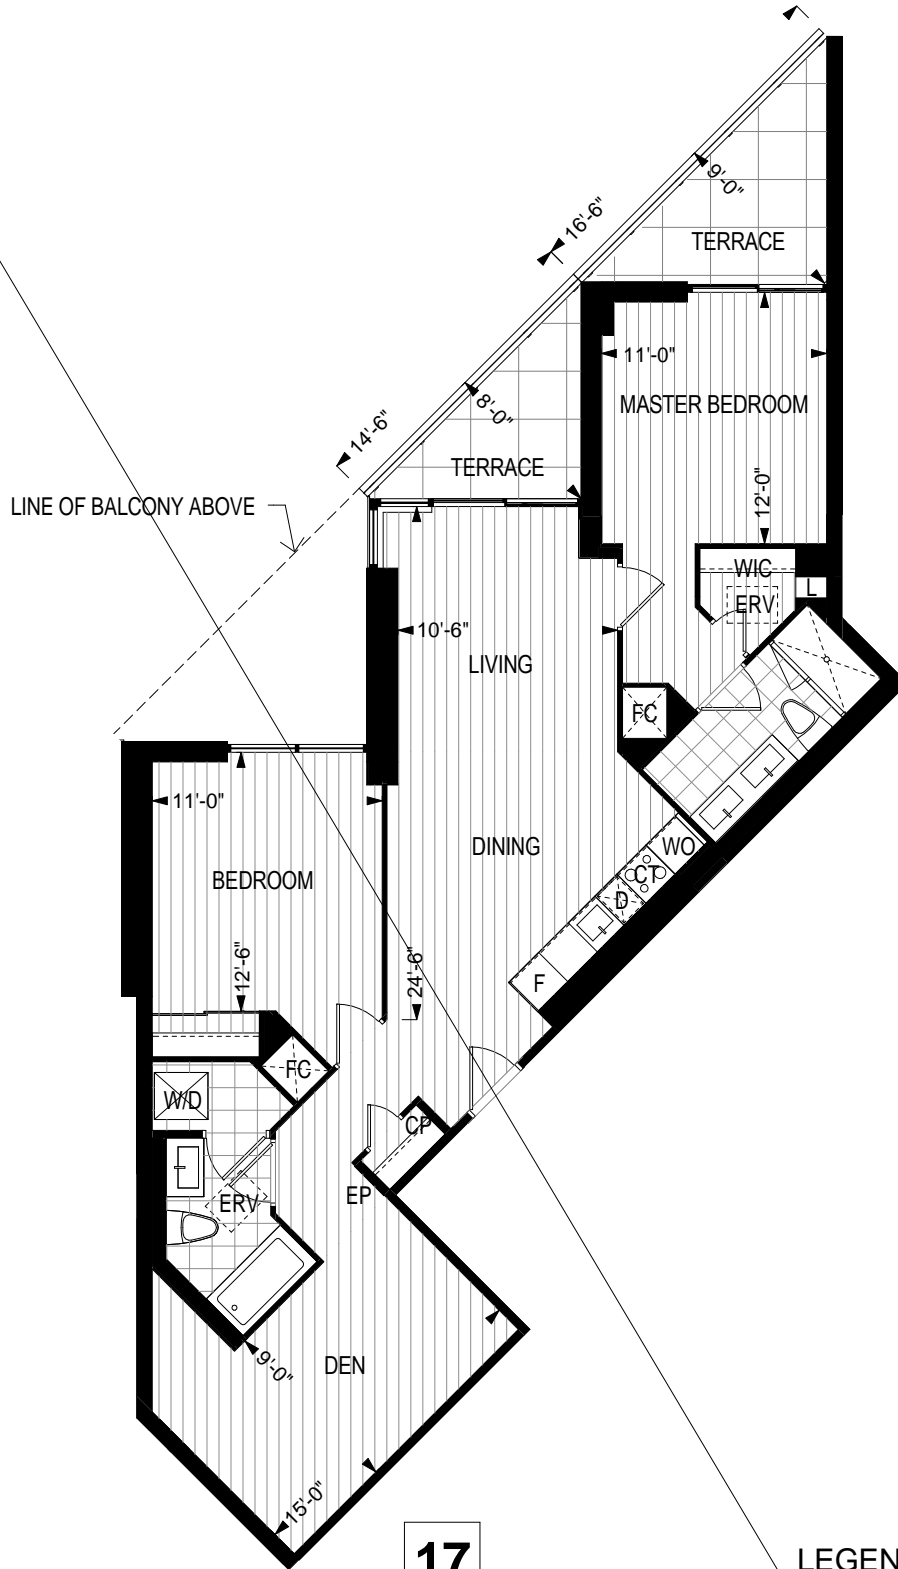 9'-0"
16'-6"
TERRACE
11'-0"
MASTER BEDROOM
8'-0"
14'-6"
TERRACE
12'-0"
LINE OF BALCONY ABOVE
WIC
ERV
L
10'-6"
LIVING
FC
11'-0"
DINING
WO
CT
D
F
BEDROOM
12'-6"
24'-6"
FC
W/D
CP
EP
ERV
9'-0"
DEN
15'-0"
17
LEGEN